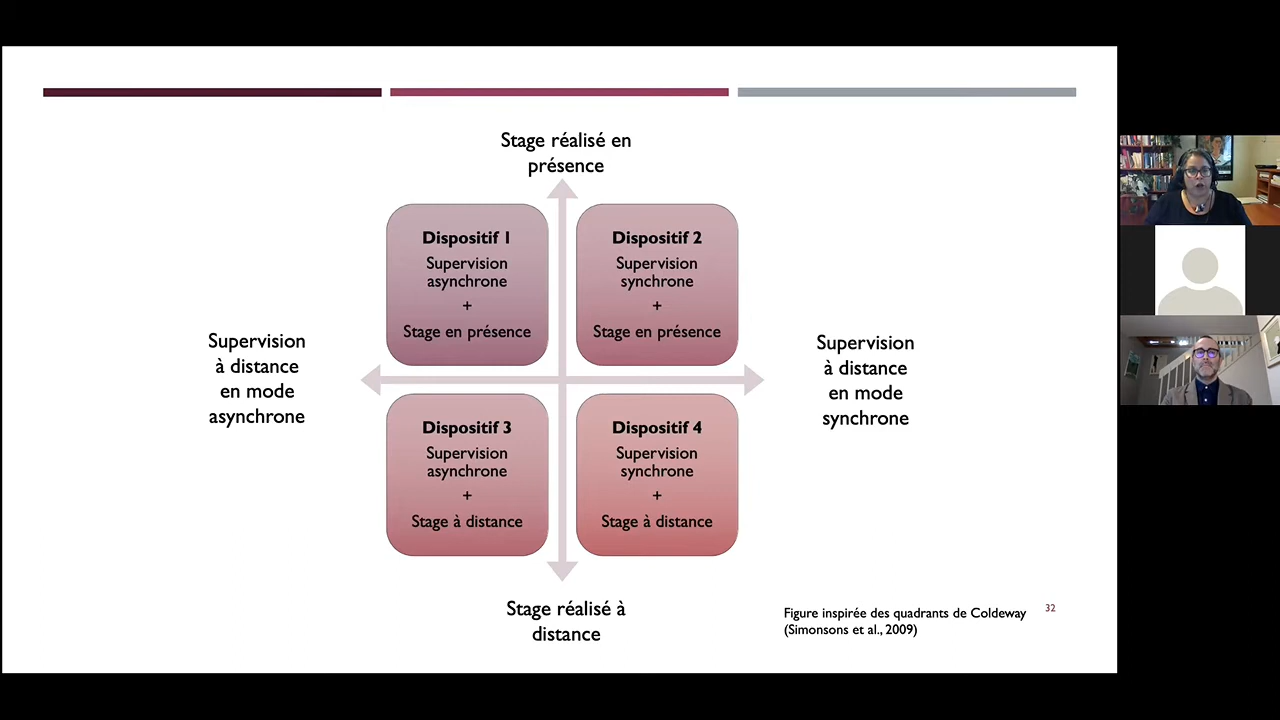 Stage réalisé en
présence
Dispositif 1
Supervision
asynchrone
+
Stage en présence
Dispositif 2
Supervision
synchrone
+
Stage en présence
Supervision
à distance
en mode
asynchrone
Supervision
à distance
en mode
synchrone
Dispositif 3
Supervision
asynchrone
+
Stage à distance
Dispositif 4
Supervision
synchrone
+
Stage à distance
Stage réalisé à
distance
Figure inspirée des quadrants de Coldeway
(Simonsons et al., 2009)
32